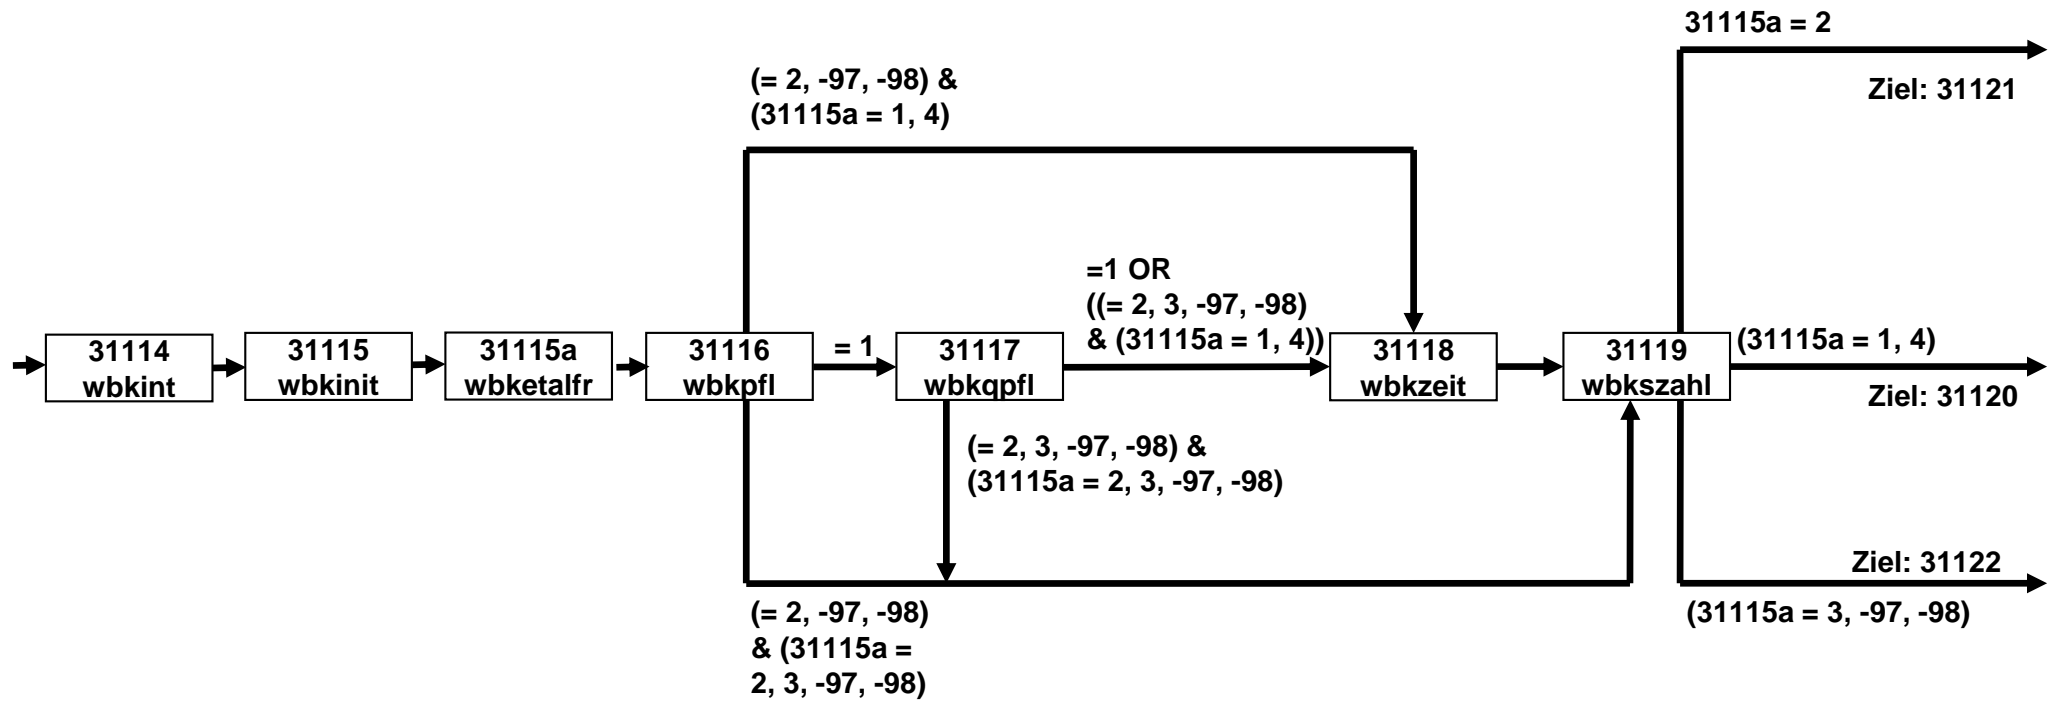 31115a = 2
Ziel: 31121
(= 2, -97, -98) &
(31115a = 1, 4)
=1 OR
((= 2, 3, -97, -98)
& (31115a = 1, 4))
31114
wbkint
31115
wbkinit
31115a
wbketalfr
31116
wbkpfl
= 1
31117
wbkqpfl
31118
wbkzeit
31119
wbkszahl
(31115a = 1, 4)
Ziel: 31120
(= 2, 3, -97, -98) &
(31115a = 2, 3, -97, -98)
Ziel: 31122
(31115a = 3, -97, -98)
(= 2, -97, -98)
& (31115a =
2, 3, -97, -98)